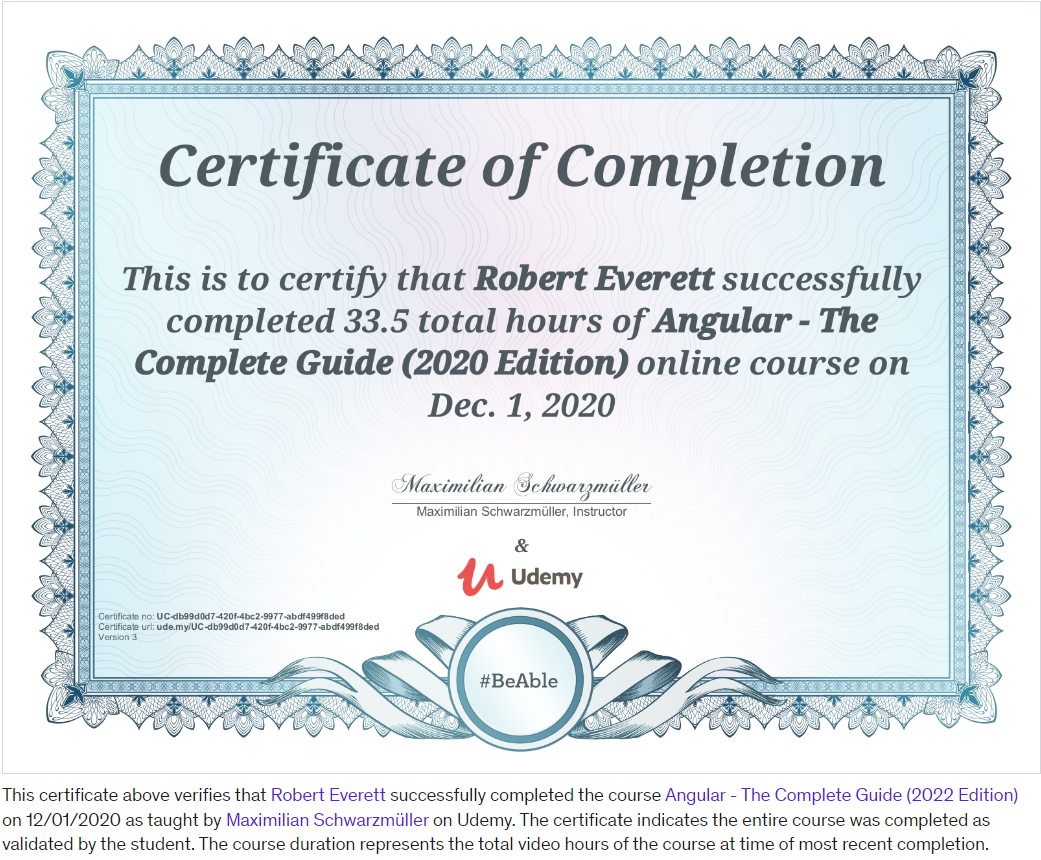 Certificate of Completion
This is to certify that Robert Everett successfully
completed 33.5 total hours of Angular - The
Complete Guide (2020 Edition) online course on
Dec. 1, 2020
Maximilian Schwarzmüller
Maximilian Schwarzmüller, Instructor
&
Udemy
Certificate no: UC-db99d0d7-420f-4bc2-9977-abdf499f8ded
Certificate url: ude.my/UC-db99d0d7-420f-4bc2-9977-abdf499f8ded
Version 3
#BeAble
This certificate above verifies that Robert Everett successfully completed the course Angular - The Complete Guide (2022 Edition)
on 12/01/2020 as taught by Maximilian Schwarzmüller on Udemy. The certificate indicates the entire course was completed as
validated by the student. The course duration represents the total video hours of the course at time of most recent completion.